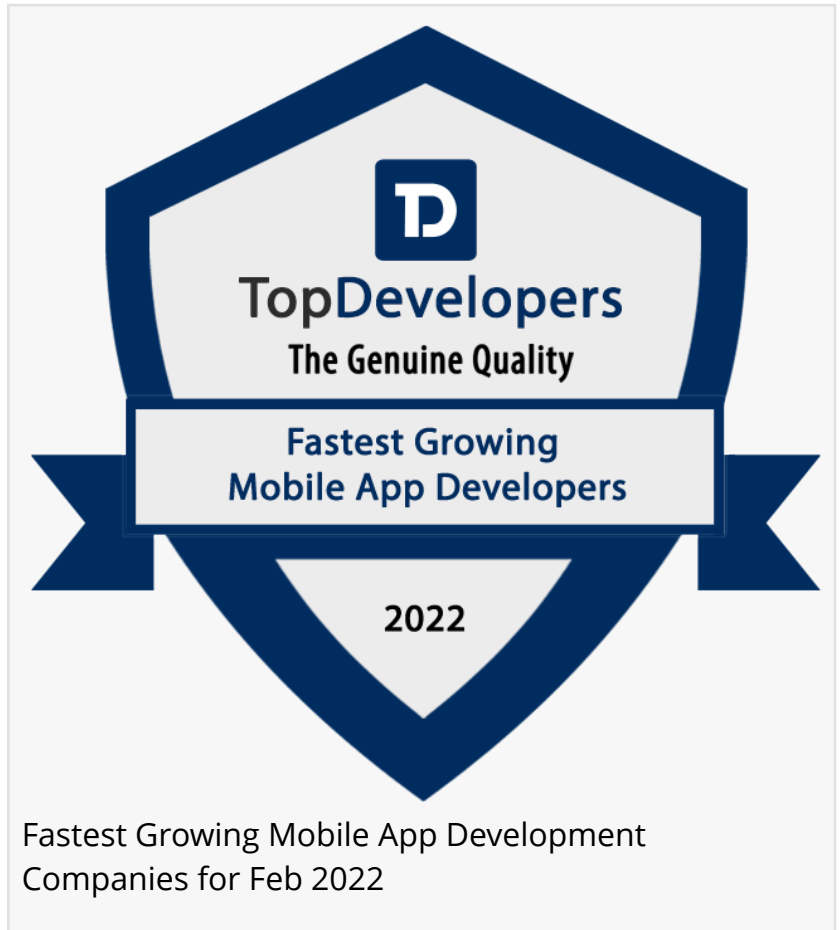 TD
TopDevelopers
The Genuine Quality
Fastest Growing
Mobile App Developers
2022
Fastest Growing Mobile App Development
Companies for Feb 2022